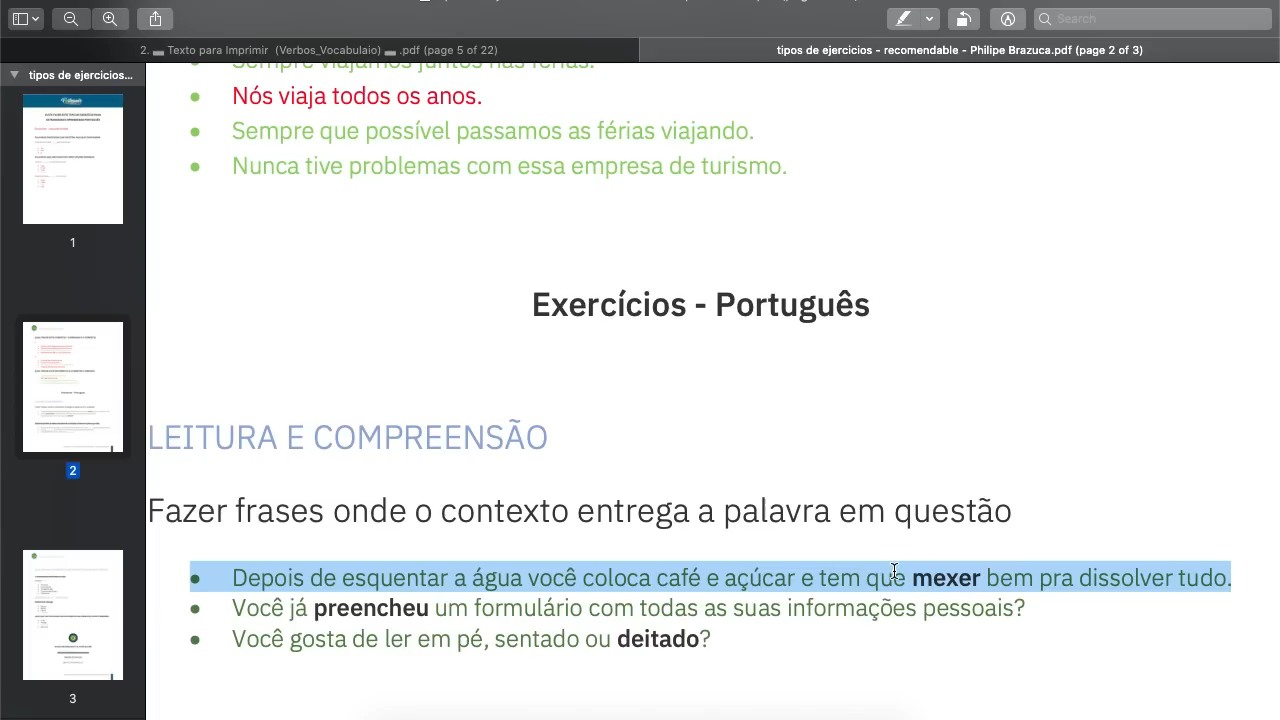 Search
2. Texto para Imprimir (Verbos_Vocabulaio) .pdf (page 5 of 22)
tipos de ejercicios - recomendable - Philipe Brazuca.pdf (page 2 of 3)
tipos de ejercicios...
Sempre viajamos juntos nas férias.
• Nós viaja todos os anos.
• Sempre que possível passamos as férias viajando.
• Nunca tive problemas com essa empresa de turismo.
1
Exercícios - Português
LEITURA E COMPREENSÃO
2
Fazer frases onde o contexto entrega a palavra em questão
• Depois de esquentar a água você coloca café e açúcar e tem que mexer bem pra dissolver tudo.
• Você já preencheu um formulário com todas as suas informações pessoais?
• Você gosta de ler em pé, sentado ou deitado?
3